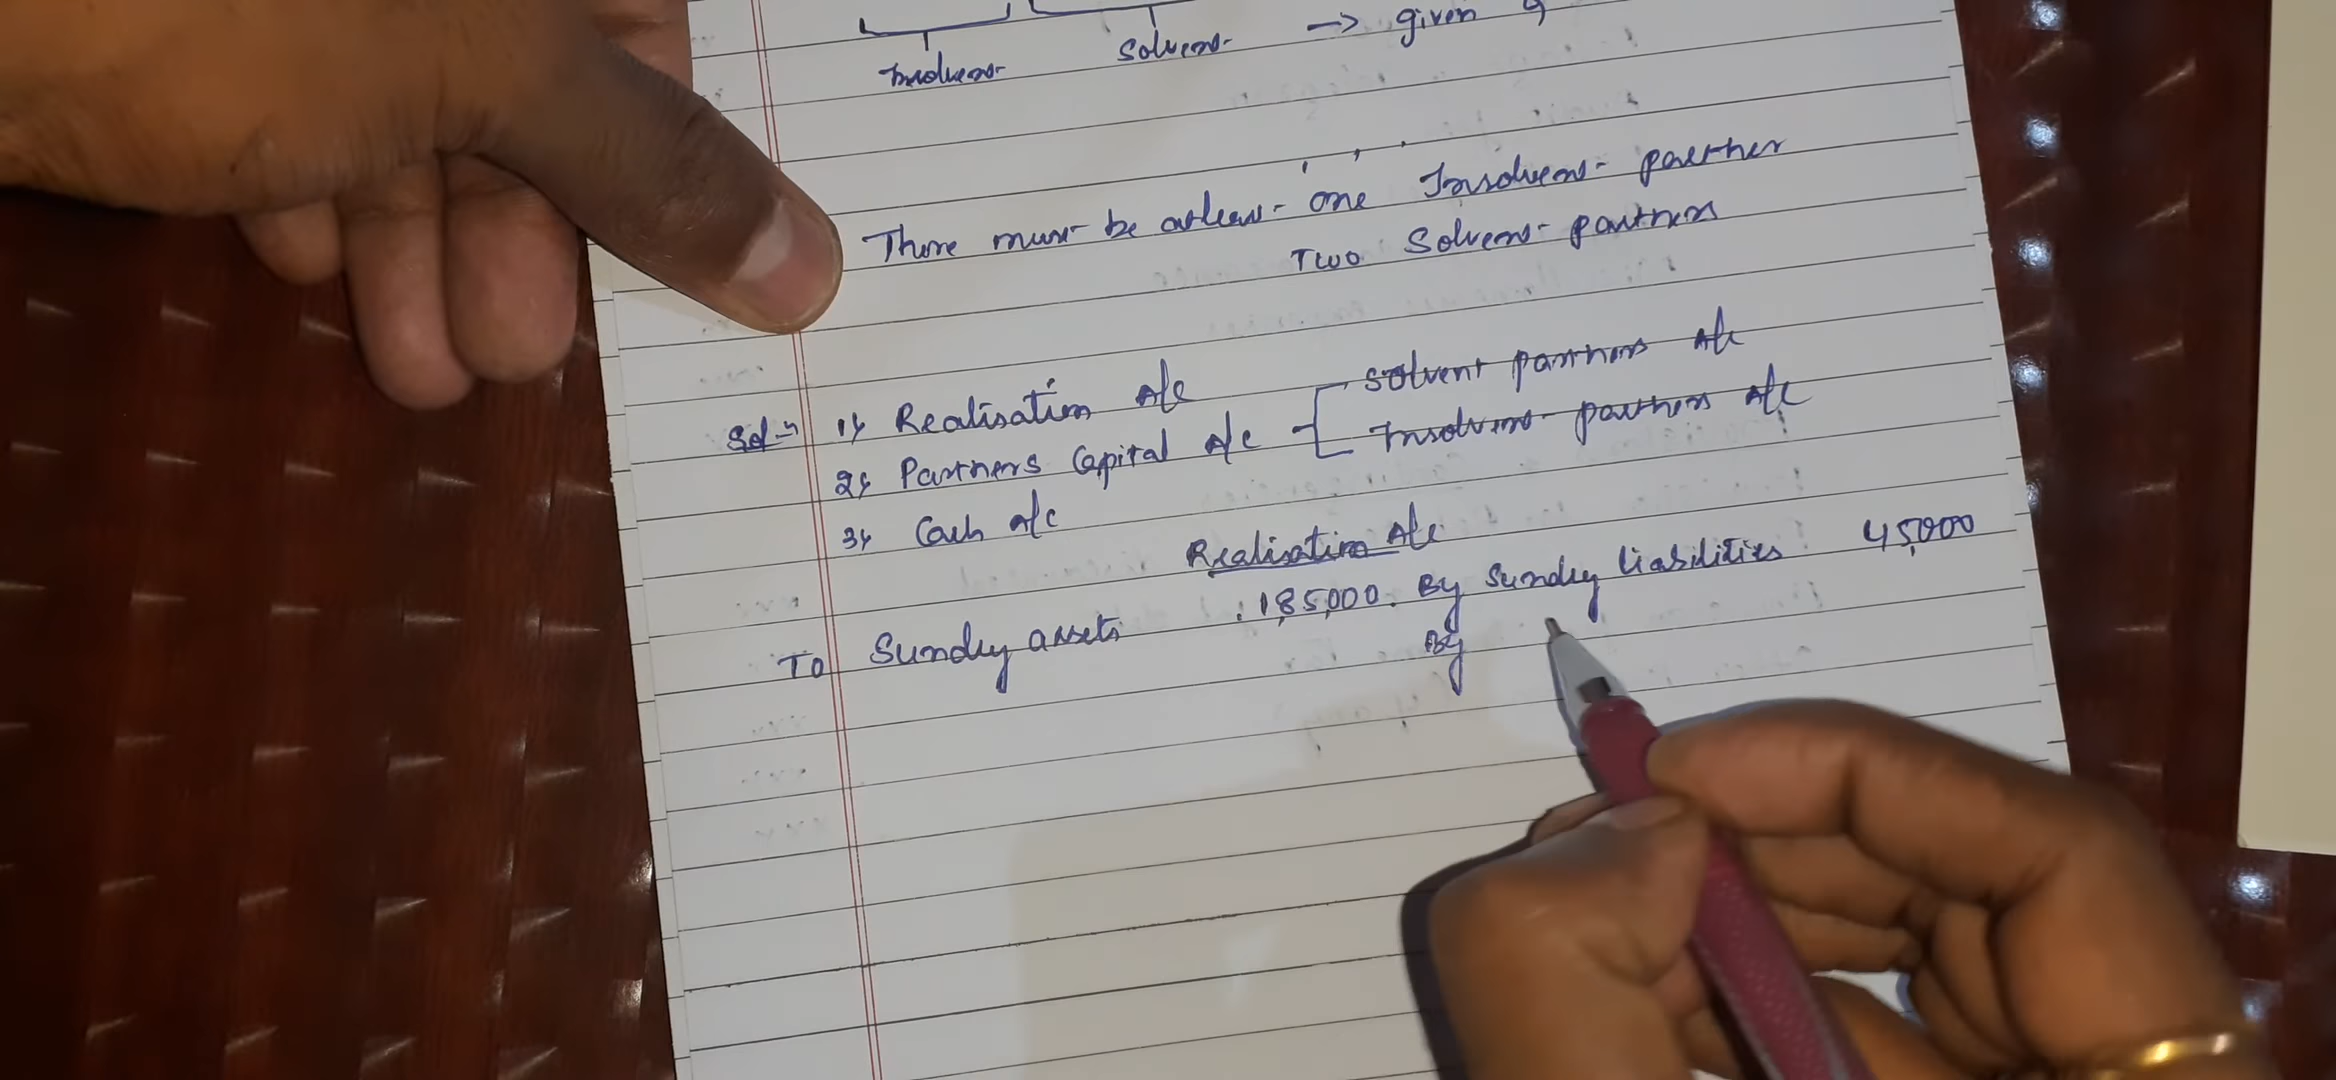 Insolvent Solvent → given
There must be atleast one Insolvent partner
Two Solvent partners
Sol→ 1) Realisation A/c
2) Partners Capital A/c
Solvent partners A/c
Insolvent partners A/c
3) Cash A/c
Realisation A/c
To Sundry assets 1,85,000. By Sundry liabilities 45,000
By